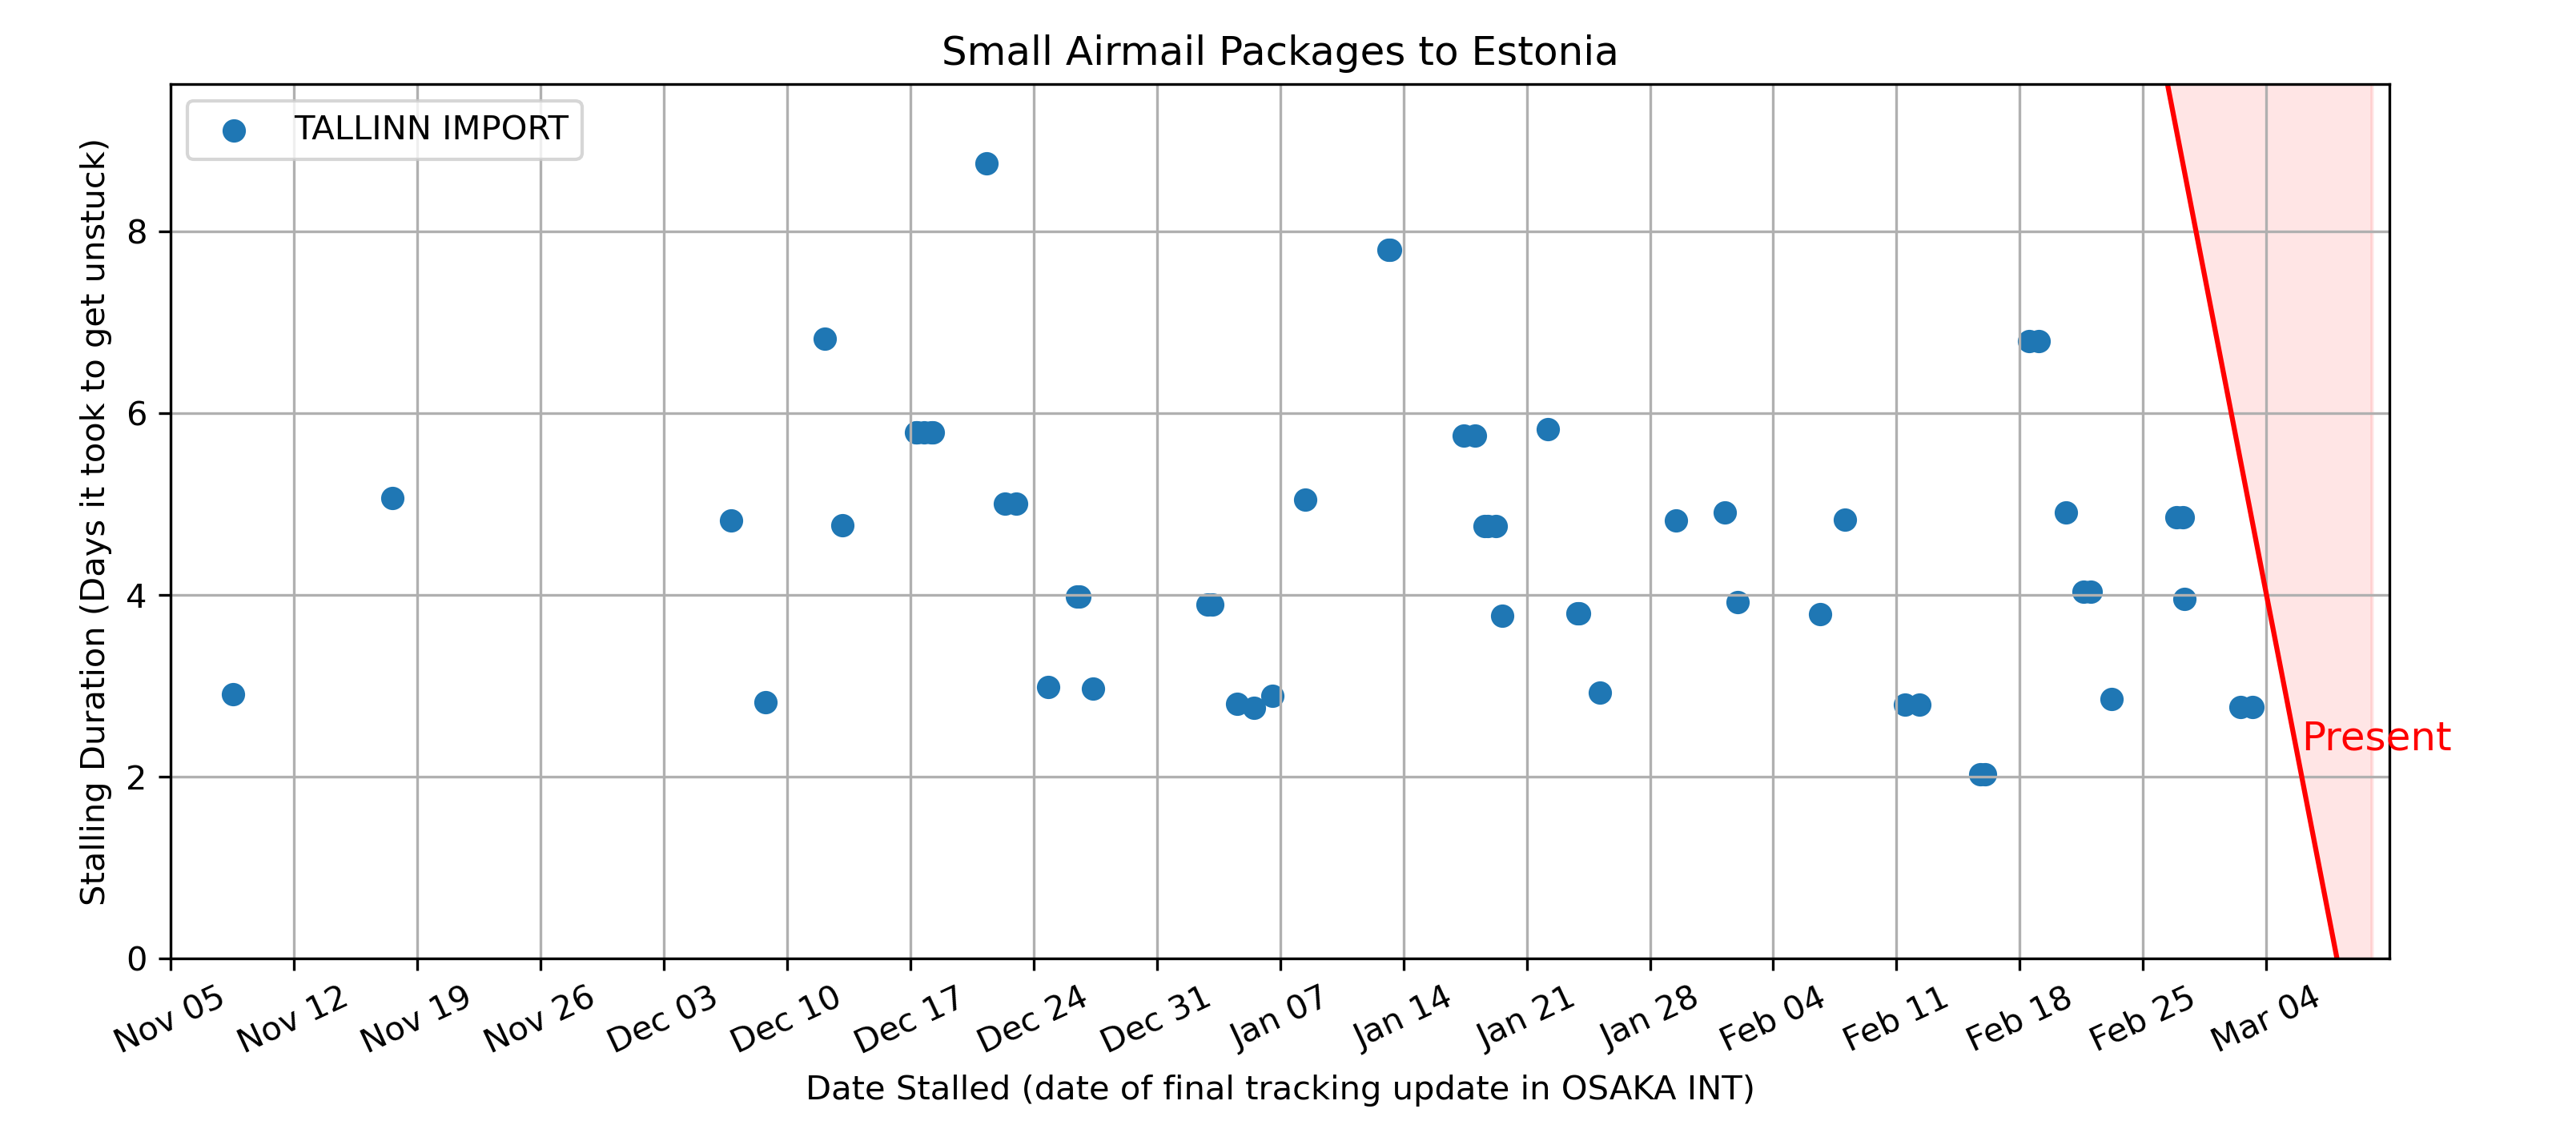 Small Airmail Packages to Estonia
TALLINN IMPORT
Stalling Duration (Days it took to get unstuck)
8
6
4
2
0
Present
Nov 05
Nov 12
Nov 19
Nov 26
Dec 03
Dec 10
Dec 17
Dec 24
Dec 31
Jan 07
Jan 14
Jan 21
Jan 28
Feb 04
Feb 11
Feb 18
Feb 25
Mar 04
Date Stalled (date of final tracking update in OSAKA INT)